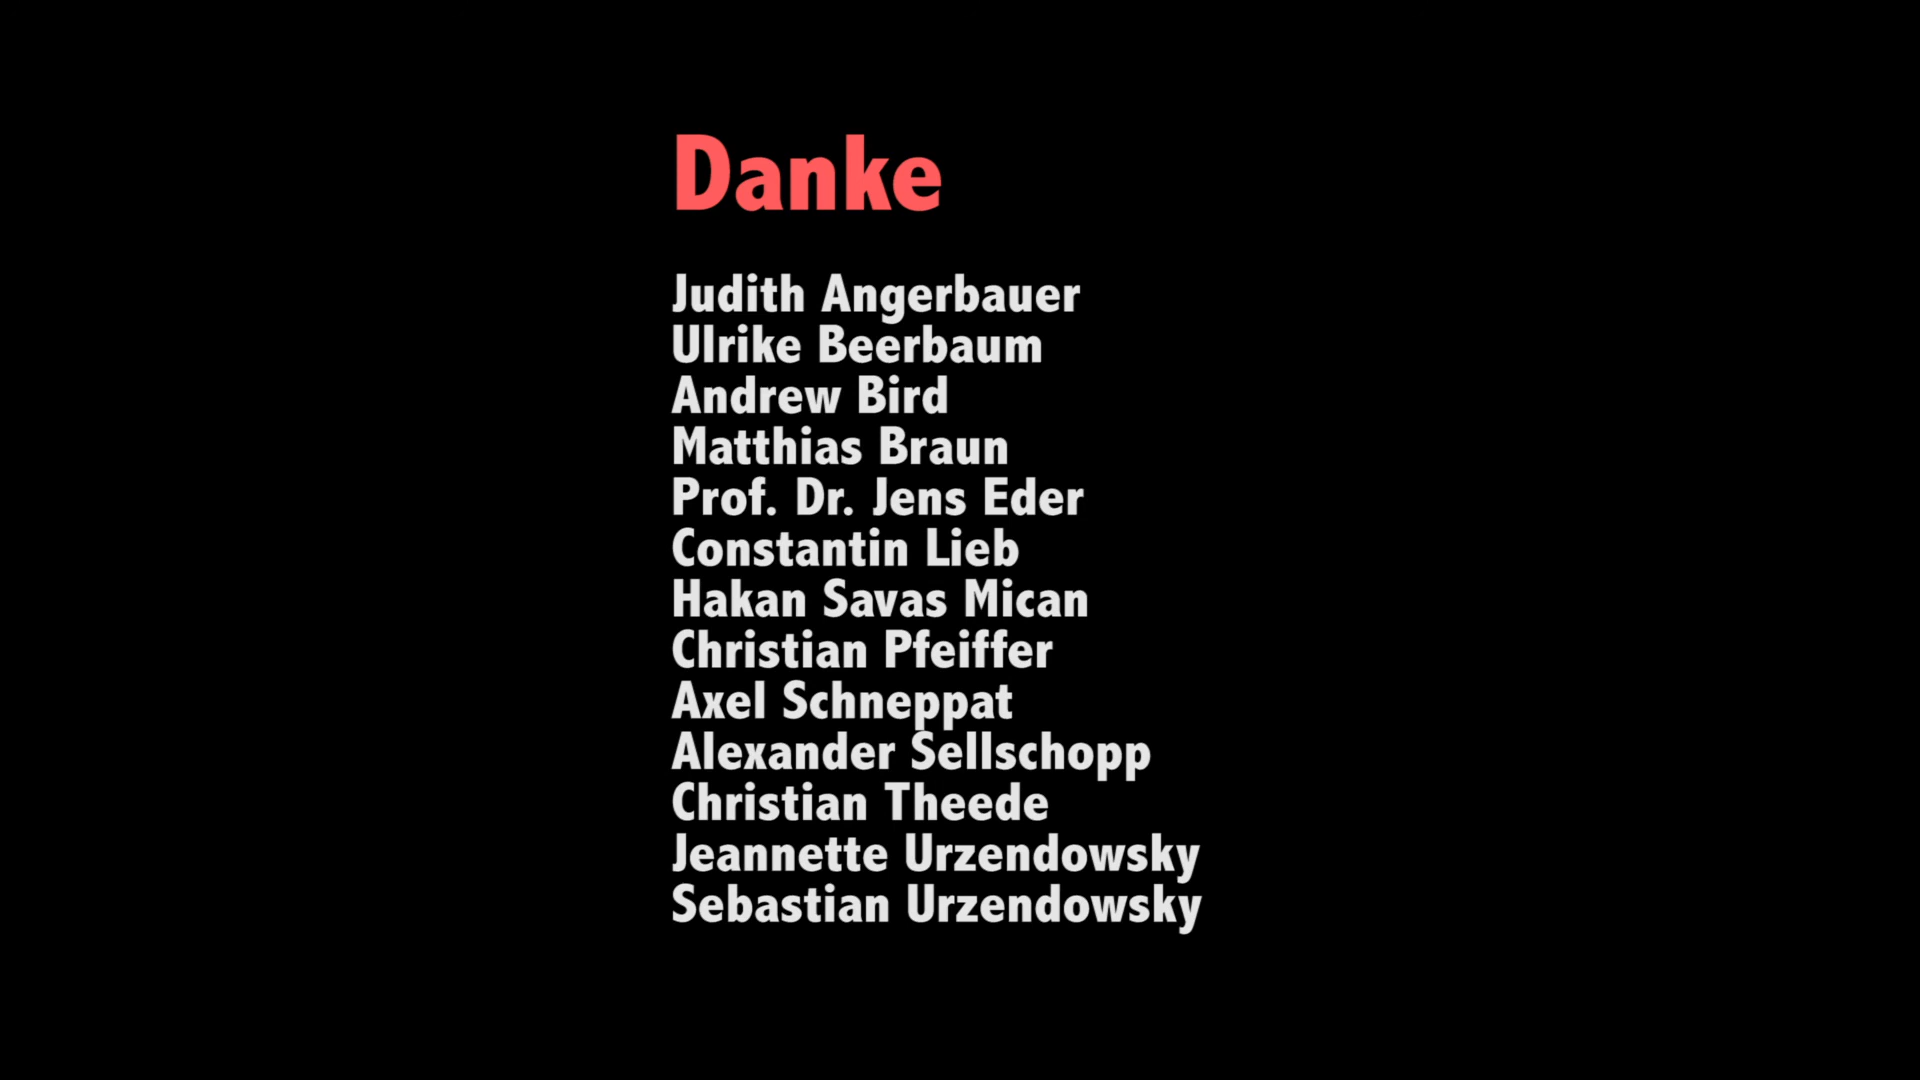 Danke
Judith Angerbauer
Ulrike Beerbaum
Andrew Bird
Matthias Braun
Prof. Dr. Jens Eder
Constantin Lieb
Hakan Savas Mican
Christian Pfeiffer
Axel Schneppat
Alexander Sellschopp
Christian Theede
Jeannette Urzendowsky
Sebastian Urzendowsky